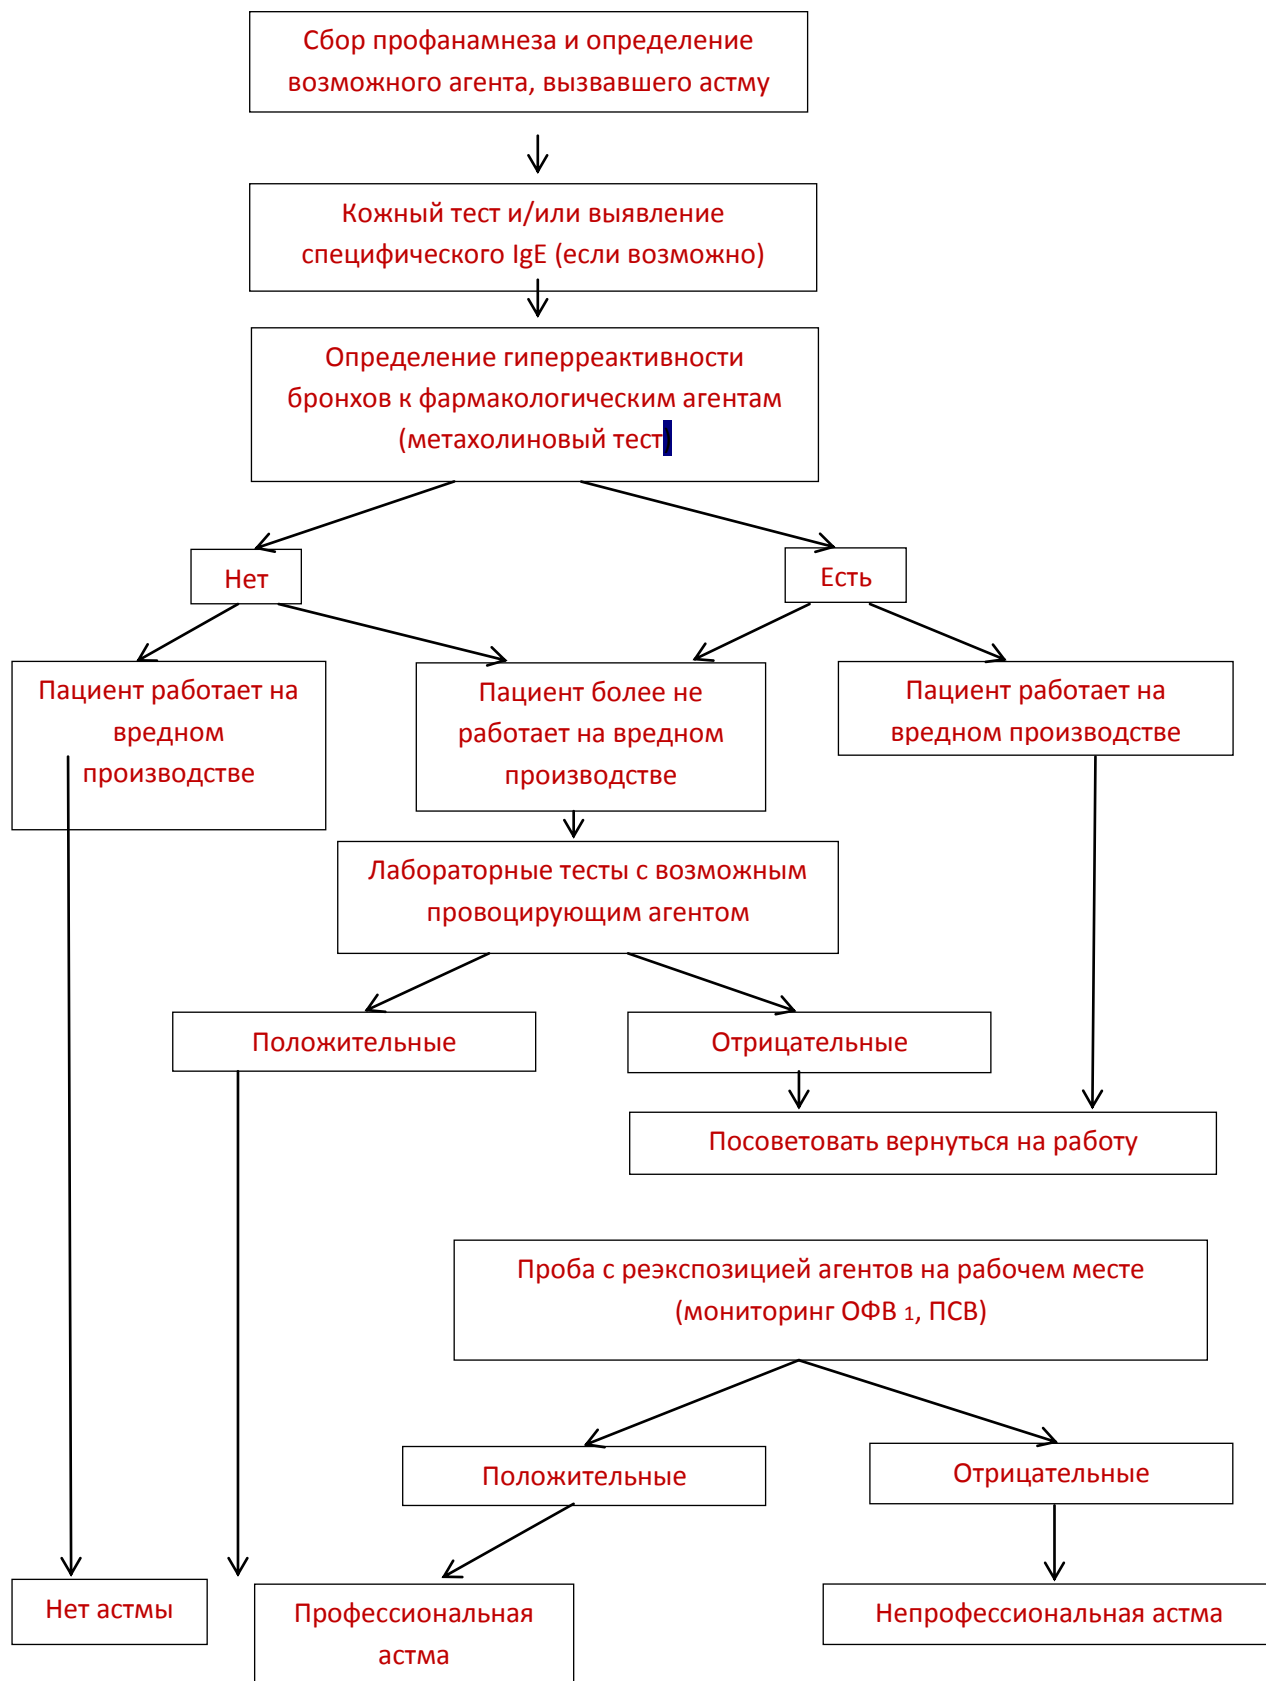 Сбор профанамнеза и определение
возможного агента, вызвавшего астму
Кожный тест и/или выявление
специфического IgE (если возможно)
Определение гиперреактивности
бронхов к фармакологическим агентам
(метахолиновый тест)
Нет
Есть
Пациент работает на
вредном
производстве
Пациент более не
работает на вредном
производстве
Пациент работает на
вредном производстве
Лабораторные тесты с возможным
провоцирующим агентом
Положительные
Отрицательные
Посоветовать вернуться на работу
Проба с реэкспозицией агентов на рабочем месте
(мониторинг ОФВ 1, ПСВ)
Положительные
Отрицательные
Нет астмы
Профессиональная
астма
Непрофессиональная астма